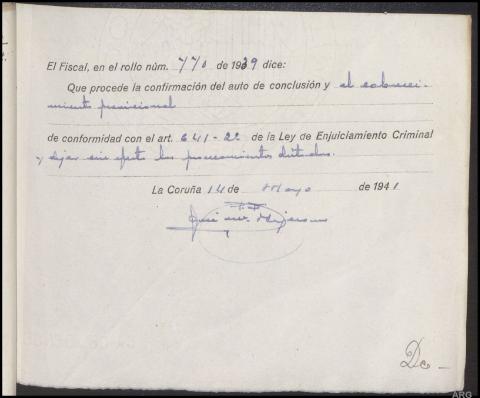 El Fiscal, en el rollo núm. 770 de 1939 dice:
Que procede la confirmación del auto de conclusión y el sobresei-
miento provisional
de conformidad con el art. 641-2º de la Ley de Enjuiciamiento Criminal
y dejar sin efecto los procesamientos dictados.
La Coruña 14 de Mayo de 1941
ARG